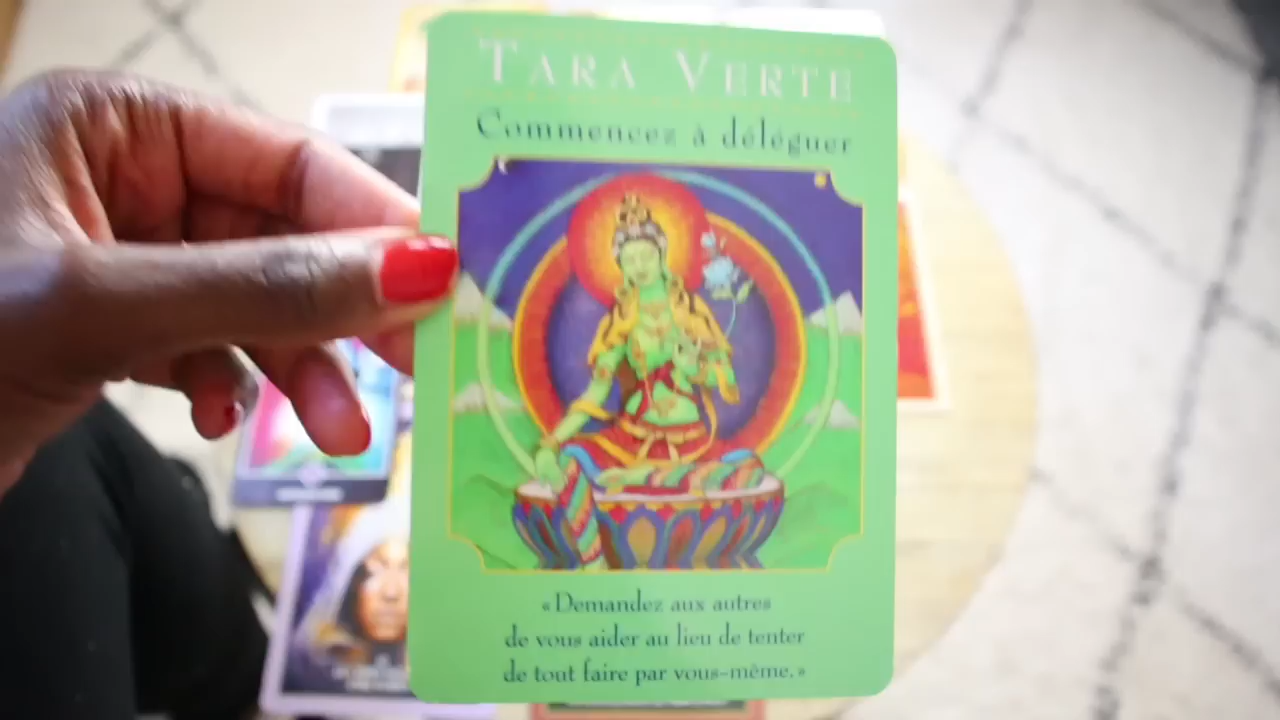 TARA VERTE
Commencez à déléguer
«Demandez aux autres
de vous aider au lieu de tenter
de tout faire par vous-même.»